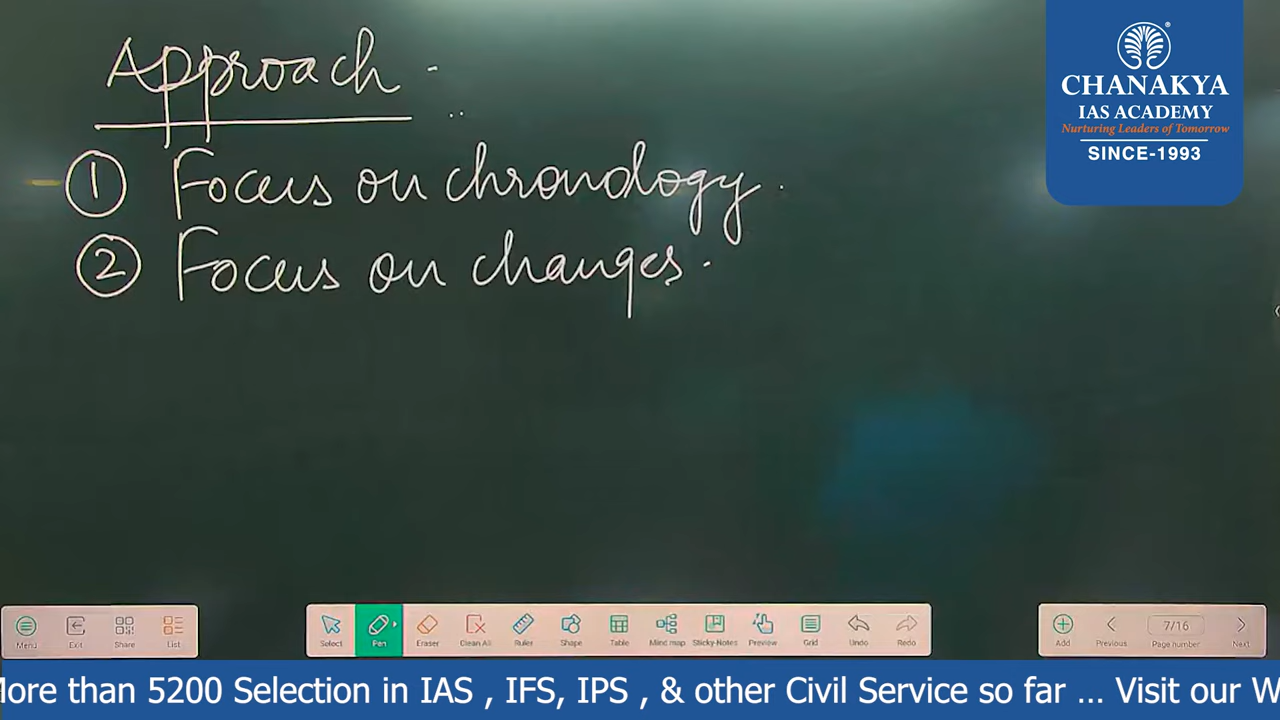 Approach -
① Focus on chronology.
② Focus on changes.
CHANAKYA
IAS ACADEMY
Nurturing Leaders of Tomorrow
SINCE-1993
Menu Exit Share List
Select Pen Eraser Clean All Ruler Shape Table Mind map Sticky-Notes Preview Grid Undo Redo
Add Previous 7/16 Page number Next
More than 5200 Selection in IAS , IFS, IPS , & other Civil Service so far ... Visit our W